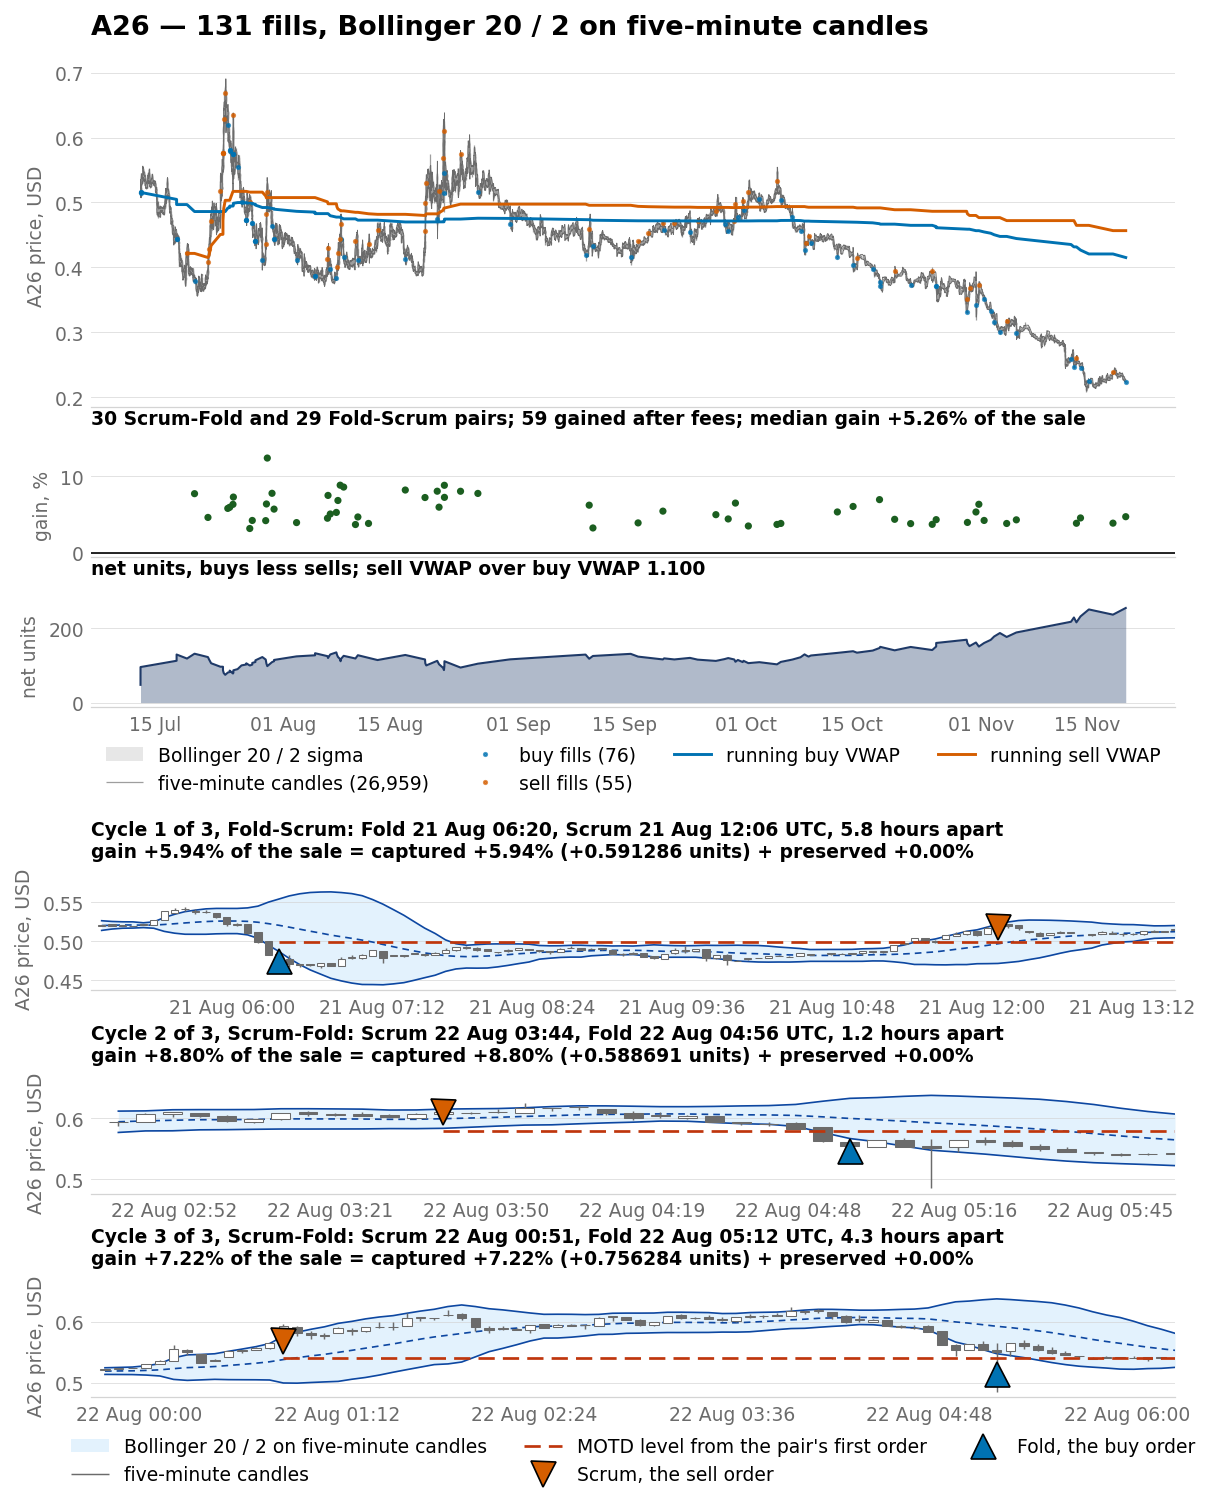 A26 — 131 fills, Bollinger 20 / 2 on five-minute candles
A26 price, USD
0.7
0.6
0.5
0.4
0.3
0.2
30 Scrum-Fold and 29 Fold-Scrum pairs; 59 gained after fees; median gain +5.26% of the sale
gain, %
10
0
net units, buys less sells; sell VWAP over buy VWAP 1.100
net units
200
0
15 Jul 01 Aug 15 Aug 01 Sep 15 Sep 01 Oct 15 Oct 01 Nov 15 Nov
Bollinger 20 / 2 sigma buy fills (76) running buy VWAP running sell VWAP
five-minute candles (26,959) sell fills (55)
Cycle 1 of 3, Fold-Scrum: Fold 21 Aug 06:20, Scrum 21 Aug 12:06 UTC, 5.8 hours apart
gain +5.94% of the sale = captured +5.94% (+0.591286 units) + preserved +0.00%
A26 price, USD
0.55
0.50
0.45
21 Aug 06:00 21 Aug 07:12 21 Aug 08:24 21 Aug 09:36 21 Aug 10:48 21 Aug 12:00 21 Aug 13:12
Cycle 2 of 3, Scrum-Fold: Scrum 22 Aug 03:44, Fold 22 Aug 04:56 UTC, 1.2 hours apart
gain +8.80% of the sale = captured +8.80% (+0.588691 units) + preserved +0.00%
A26 price, USD
0.6
0.5
22 Aug 02:52 22 Aug 03:21 22 Aug 03:50 22 Aug 04:19 22 Aug 04:48 22 Aug 05:16 22 Aug 05:45
Cycle 3 of 3, Scrum-Fold: Scrum 22 Aug 00:51, Fold 22 Aug 05:12 UTC, 4.3 hours apart
gain +7.22% of the sale = captured +7.22% (+0.756284 units) + preserved +0.00%
A26 price, USD
0.6
0.5
22 Aug 00:00 22 Aug 01:12 22 Aug 02:24 22 Aug 03:36 22 Aug 04:48 22 Aug 06:00
Bollinger 20 / 2 on five-minute candles MOTD level from the pair's first order Fold, the buy order
five-minute candles Scrum, the sell order